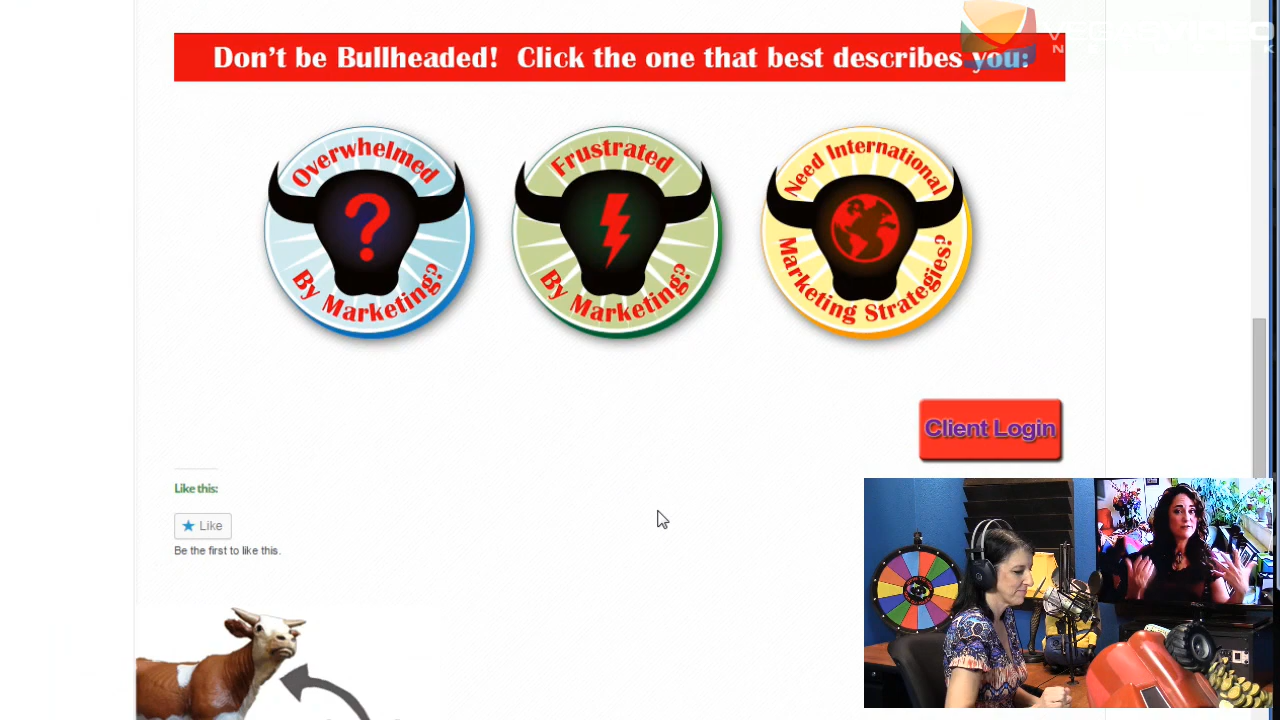 Don't be Bullheaded! Click the one that best describes you:
Overwhelmed
By Marketing?
Frustrated
By Marketing?
Need International
Marketing Strategies?
Client Login
Like this:
Like
Be the first to like this.